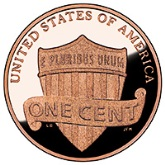 UNITED STATES OF AMERICA
E PLURIBUS UNUM
ONE CENT